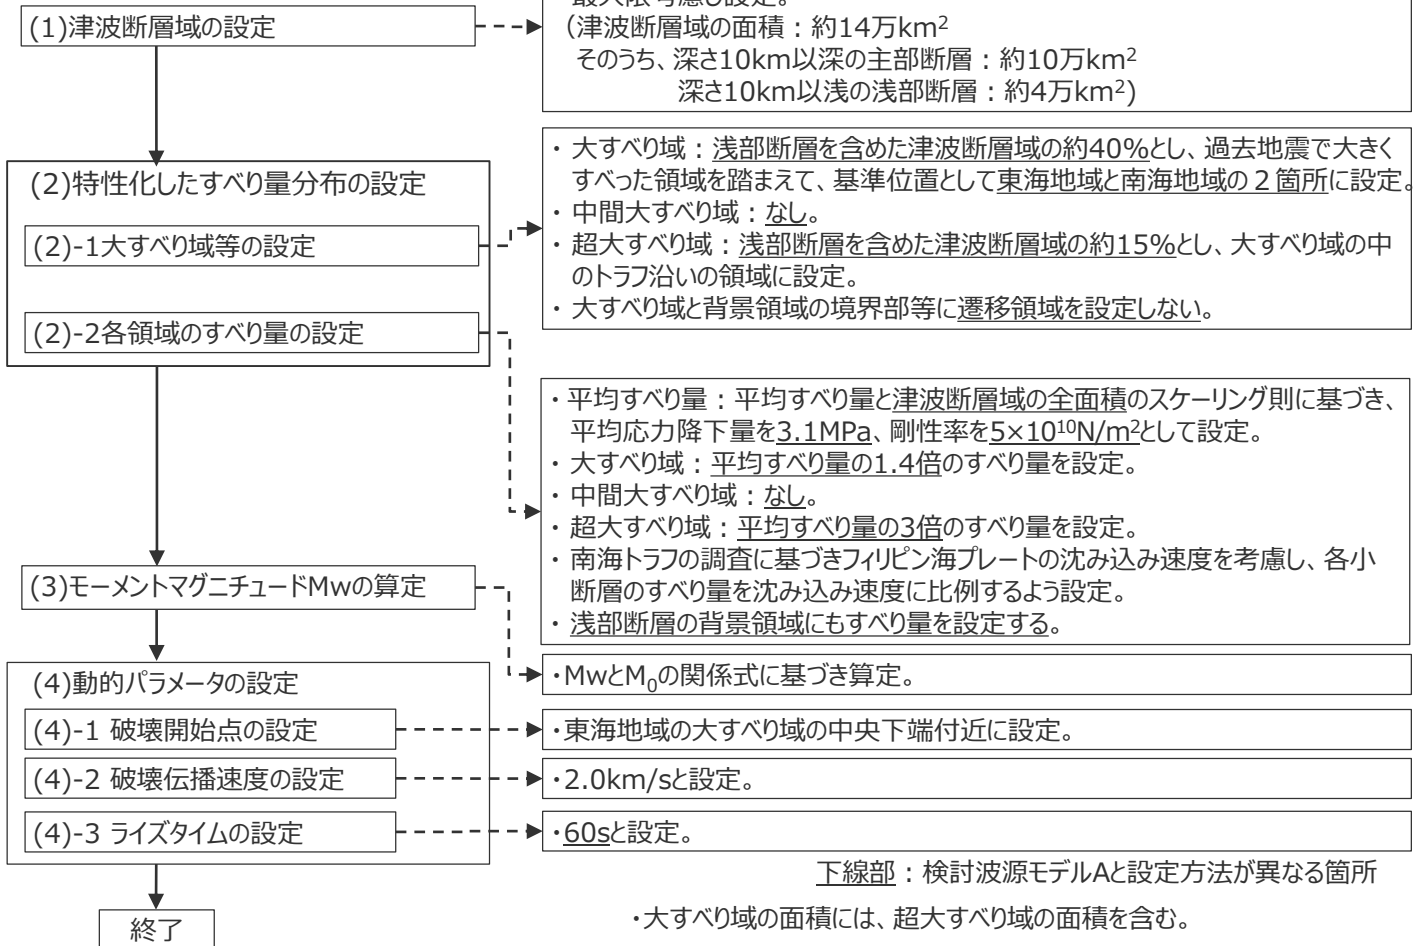 最大限考慮し設定。
(1)津波断層域の設定
（津波断層域の面積：約14万km²
そのうち、深さ10km以深の主部断層：約10万km²
深さ10km以浅の浅部断層：約4万km²)
(2)特性化したすべり量分布の設定
(2)-1大すべり域等の設定
(2)-2各領域のすべり量の設定
・大すべり域：浅部断層を含めた津波断層域の約40%とし、過去地震で大きく
すべった領域を踏まえて、基準位置として東海地域と南海地域の２箇所に設定。
・中間大すべり域：なし。
・超大すべり域：浅部断層を含めた津波断層域の約15%とし、大すべり域の中
のトラフ沿いの領域に設定。
・大すべり域と背景領域の境界部等に遷移領域を設定しない。
・平均すべり量：平均すべり量と津波断層域の全面積のスケーリング則に基づき、
平均応力降下量を3.1MPa、剛性率を5×10¹⁰N/m²として設定。
・大すべり域：平均すべり量の1.4倍のすべり量を設定。
・中間大すべり域：なし。
・超大すべり域：平均すべり量の3倍のすべり量を設定。
・南海トラフの調査に基づきフィリピン海プレートの沈み込み速度を考慮し、各小
断層のすべり量を沈み込み速度に比例するよう設定。
・浅部断層の背景領域にもすべり量を設定する。
(3)モーメントマグニチュードMwの算定
・MwとM₀の関係式に基づき算定。
(4)動的パラメータの設定
(4)-1 破壊開始点の設定
・東海地域の大すべり域の中央下端付近に設定。
(4)-2 破壊伝播速度の設定
・2.0km/sと設定。
(4)-3 ライズタイムの設定
・60sと設定。
下線部：検討波源モデルAと設定方法が異なる箇所
・大すべり域の面積には、超大すべり域の面積を含む。
終了